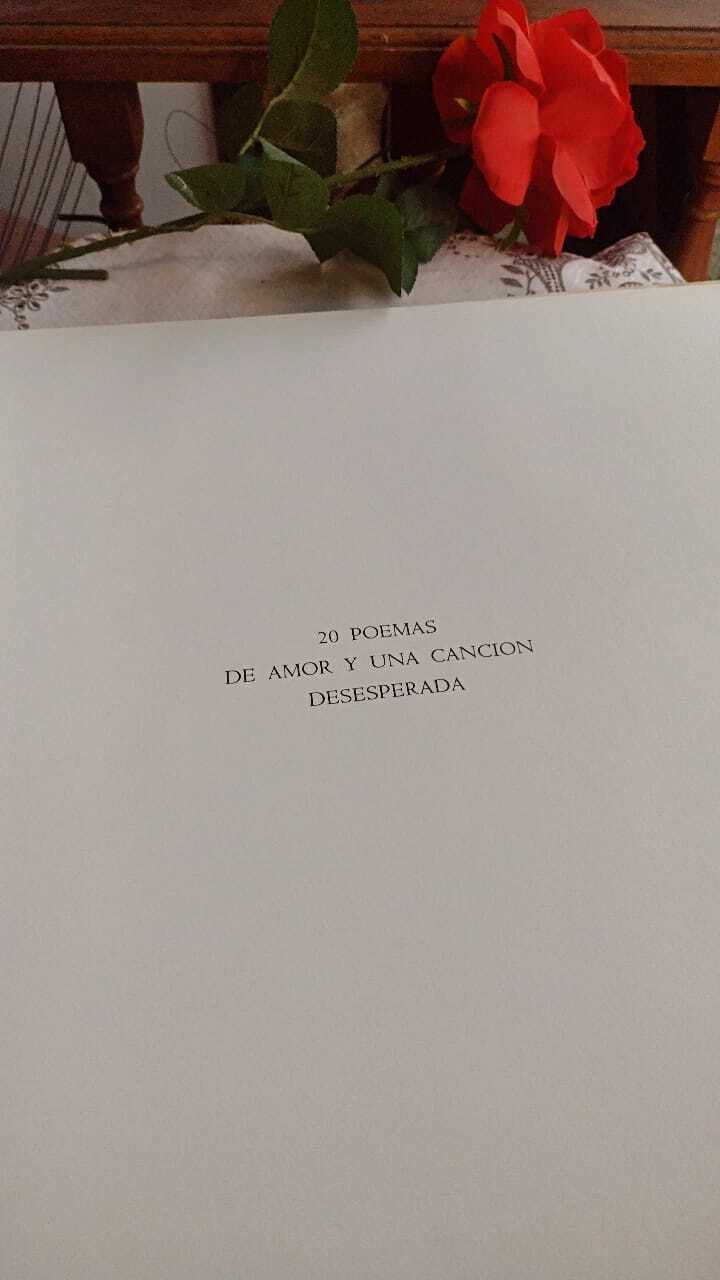 20 POEMAS
DE AMOR Y UNA CANCION
DESESPERADA